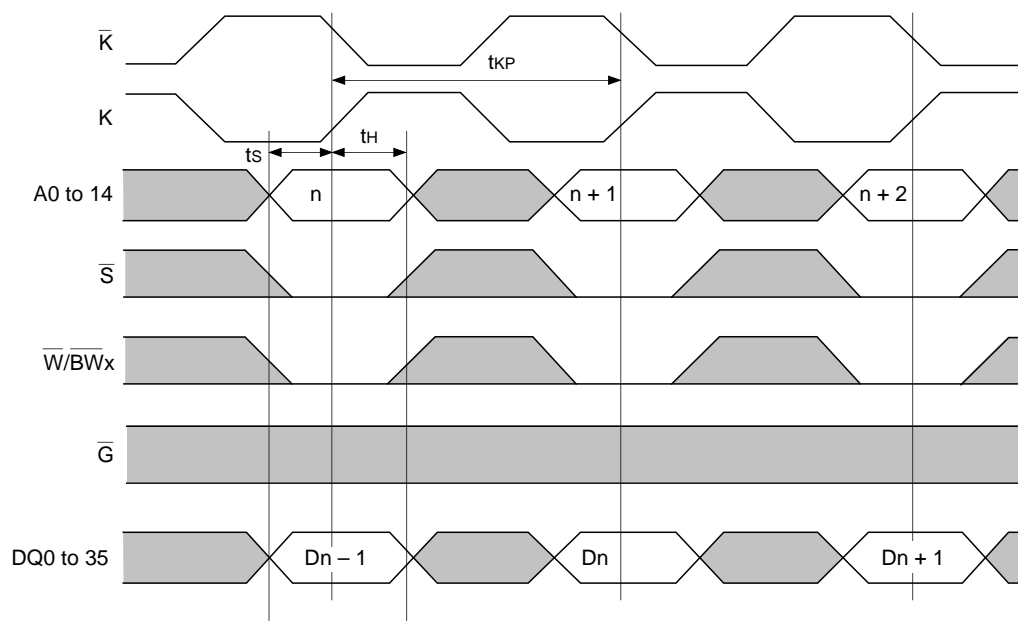 K̅
tKP
K
tS
tH
A0 to 14
n
n + 1
n + 2
S̅
W̅/B̅W̅x
G̅
DQ0 to 35
Dn – 1
Dn
Dn + 1